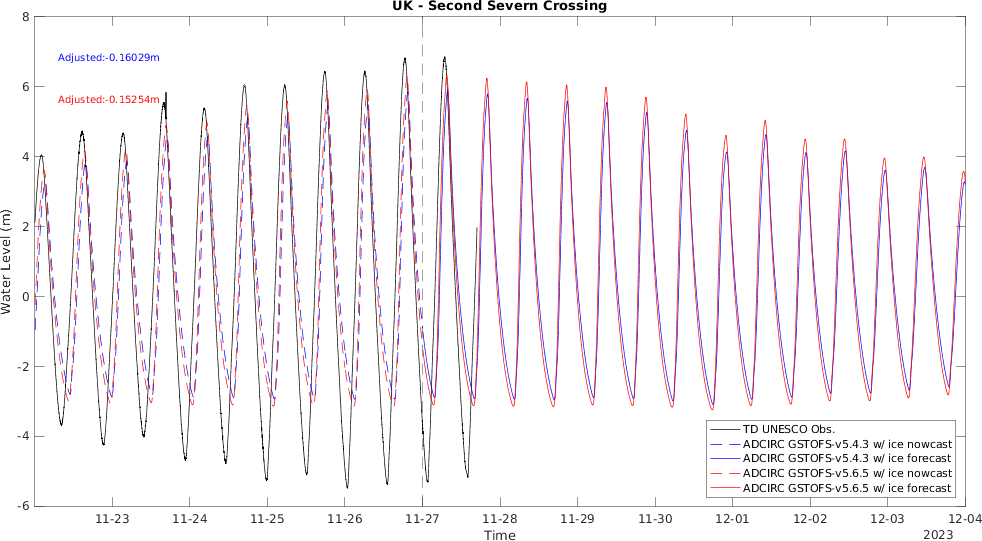 UK - Second Severn Crossing
8
6
4
2
0
-2
-4
-6
Water Level (m)
Adjusted:-0.16029m
Adjusted:-0.15254m
TD UNESCO Obs.
ADCIRC GSTOFS-v5.4.3 w/ ice nowcast
ADCIRC GSTOFS-v5.4.3 w/ ice forecast
ADCIRC GSTOFS-v5.6.5 w/ ice nowcast
ADCIRC GSTOFS-v5.6.5 w/ ice forecast
11-23 11-24 11-25 11-26 11-27 11-28 11-29 11-30 12-01 12-02 12-03 12-04
Time
2023